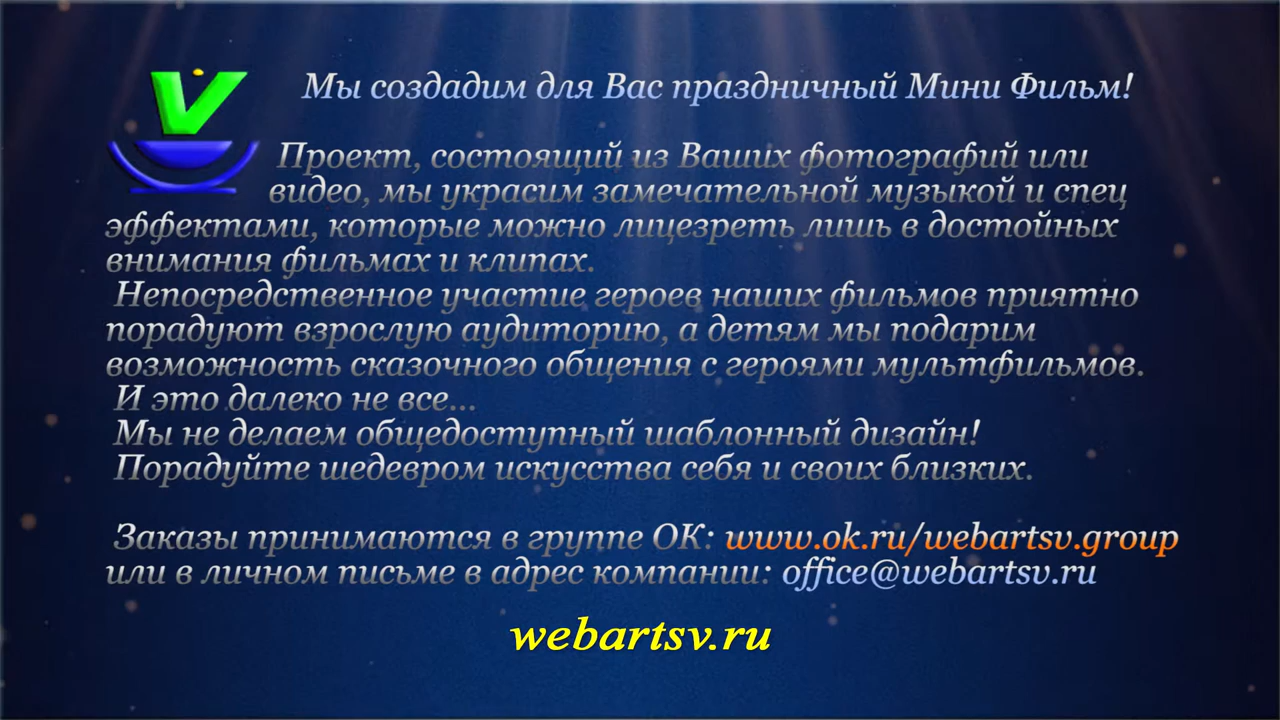 Мы создадим для Вас праздничный Мини Фильм!
Проект, состоящий из Ваших фотографий или
видео, мы украсим замечательной музыкой и спец
эффектами, которые можно лицезреть лишь в достойных
внимания фильмах и клипах.
Непосредственное участие героев наших фильмов приятно
порадуют взрослую аудиторию, а детям мы подарим
возможность сказочного общения с героями мультфильмов.
И это далеко не все...
Мы не делаем общедоступный шаблонный дизайн!
Порадуйте шедевром искусства себя и своих близких.
Заказы принимаются в группе ОК: www.ok.ru/webartsv.group
или в личном письме в адрес компании: office@webartsv.ru
webartsv.ru